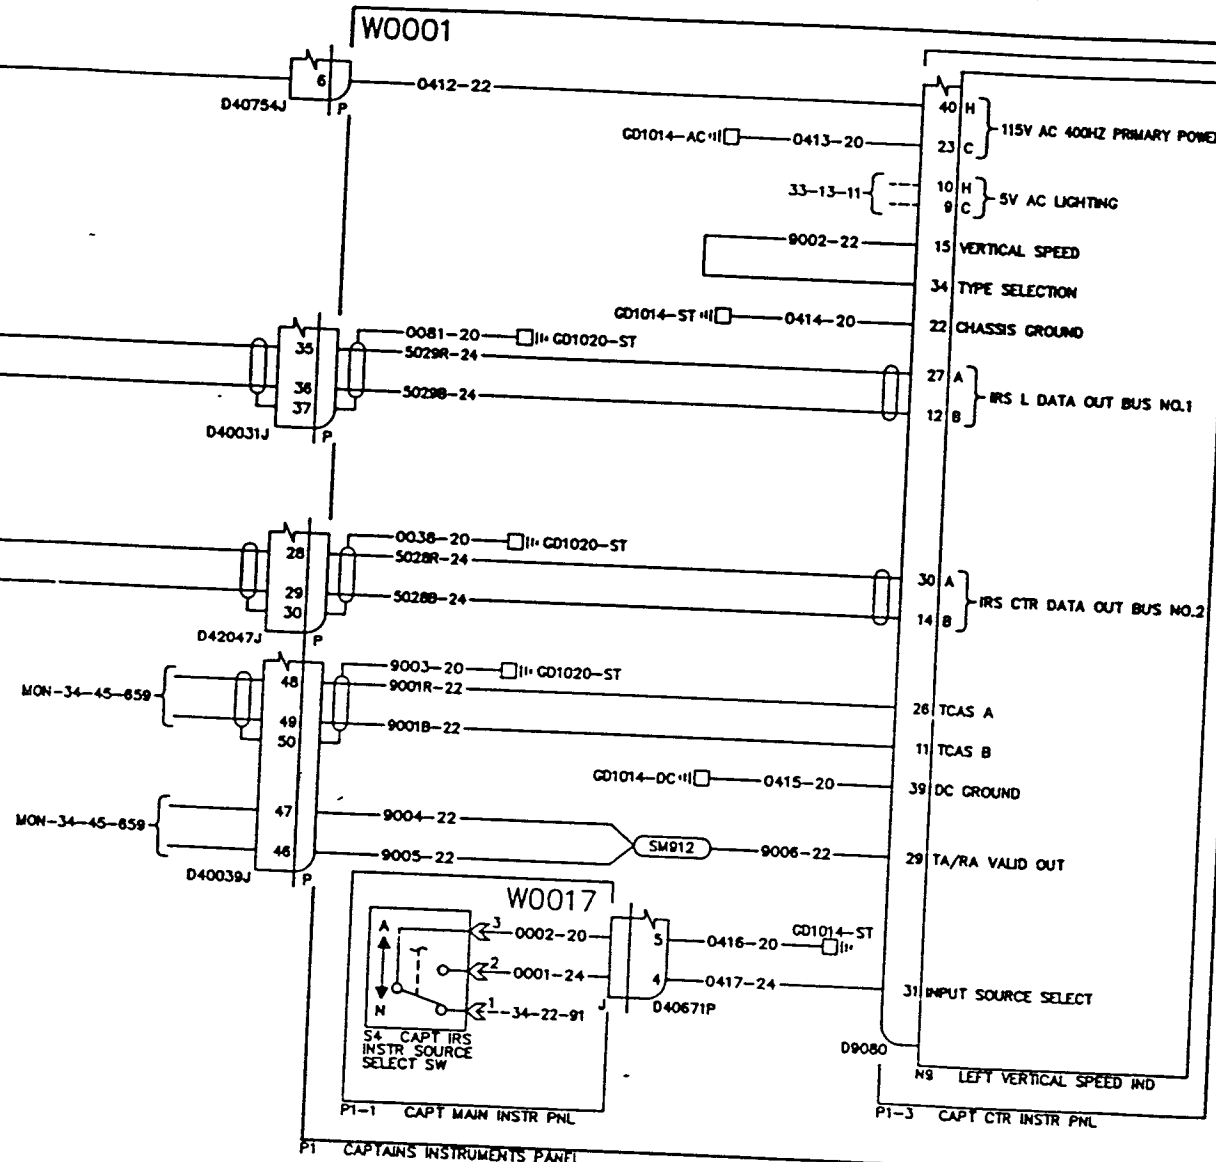 W0001
6
D40754J
P
0412-22
40 H
115V AC 400HZ PRIMARY POWER
GD1014-AC
0413-20
23 C
33-13-11
10 H
5V AC LIGHTING
9 C
9002-22
15 VERTICAL SPEED
34 TYPE SELECTION
GD1014-ST
0414-20
22 CHASSIS GROUND
0081-20
GD1020-ST
35
5029R-24
27 A
IRS L DATA OUT BUS NO.1
36
5029B-24
12 B
37
D40031J
P
0038-20
GD1020-ST
28
5028R-24
30 A
IRS CTR DATA OUT BUS NO.2
29
5028B-24
14 B
30
D42047J
P
9003-20
GD1020-ST
MON-34-45-659
48
9001R-22
26 TCAS A
49
9001B-22
11 TCAS B
50
GD1014-DC
0415-20
39 DC GROUND
MON-34-45-659
47
9004-22
SM912
9006-22
29 TA/RA VALID OUT
46
9005-22
D40039J
P
W0017
A
3
0002-20
5
0416-20
GD1014-ST
2
0001-24
4
0417-24
31 INPUT SOURCE SELECT
N
1
34-22-91
J
D40671P
S4 CAPT IRS
INSTR SOURCE
SELECT SW
D9080
N9 LEFT VERTICAL SPEED IND
P1-1 CAPT MAIN INSTR PNL
P1-3 CAPT CTR INSTR PNL
P1 CAPTAINS INSTRUMENTS PANEL